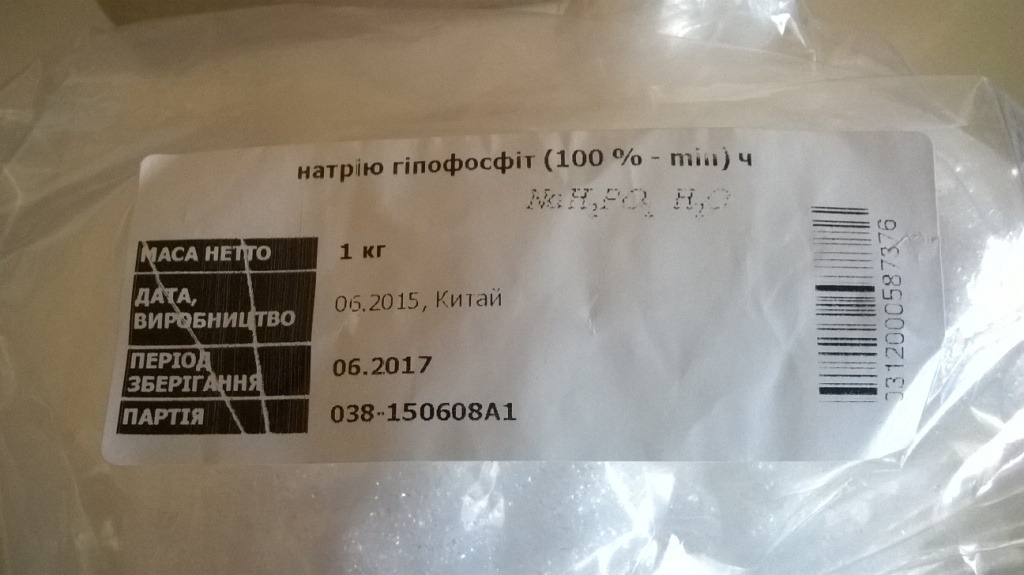 натрію гіпофосфіт (100 % - min) ч
NaH₂PO₂ H₂O
МАСА НЕТТО 1 кг
ДАТА, ВИРОБНИЦТВО 06.2015, Китай
ПЕРІОД ЗБЕРІГАННЯ 06.2017
ПАРТІЯ 038-150608A1
0312000587376